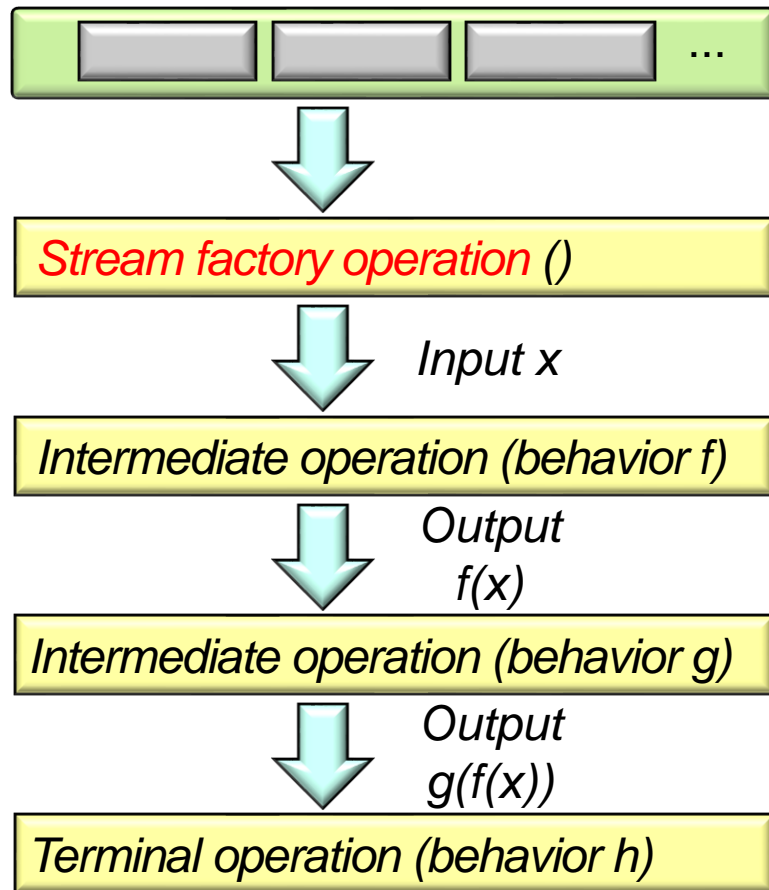 ...
Stream factory operation ()
Input x
Intermediate operation (behavior f)
Output
f(x)
Intermediate operation (behavior g)
Output
g(f(x))
Terminal operation (behavior h)